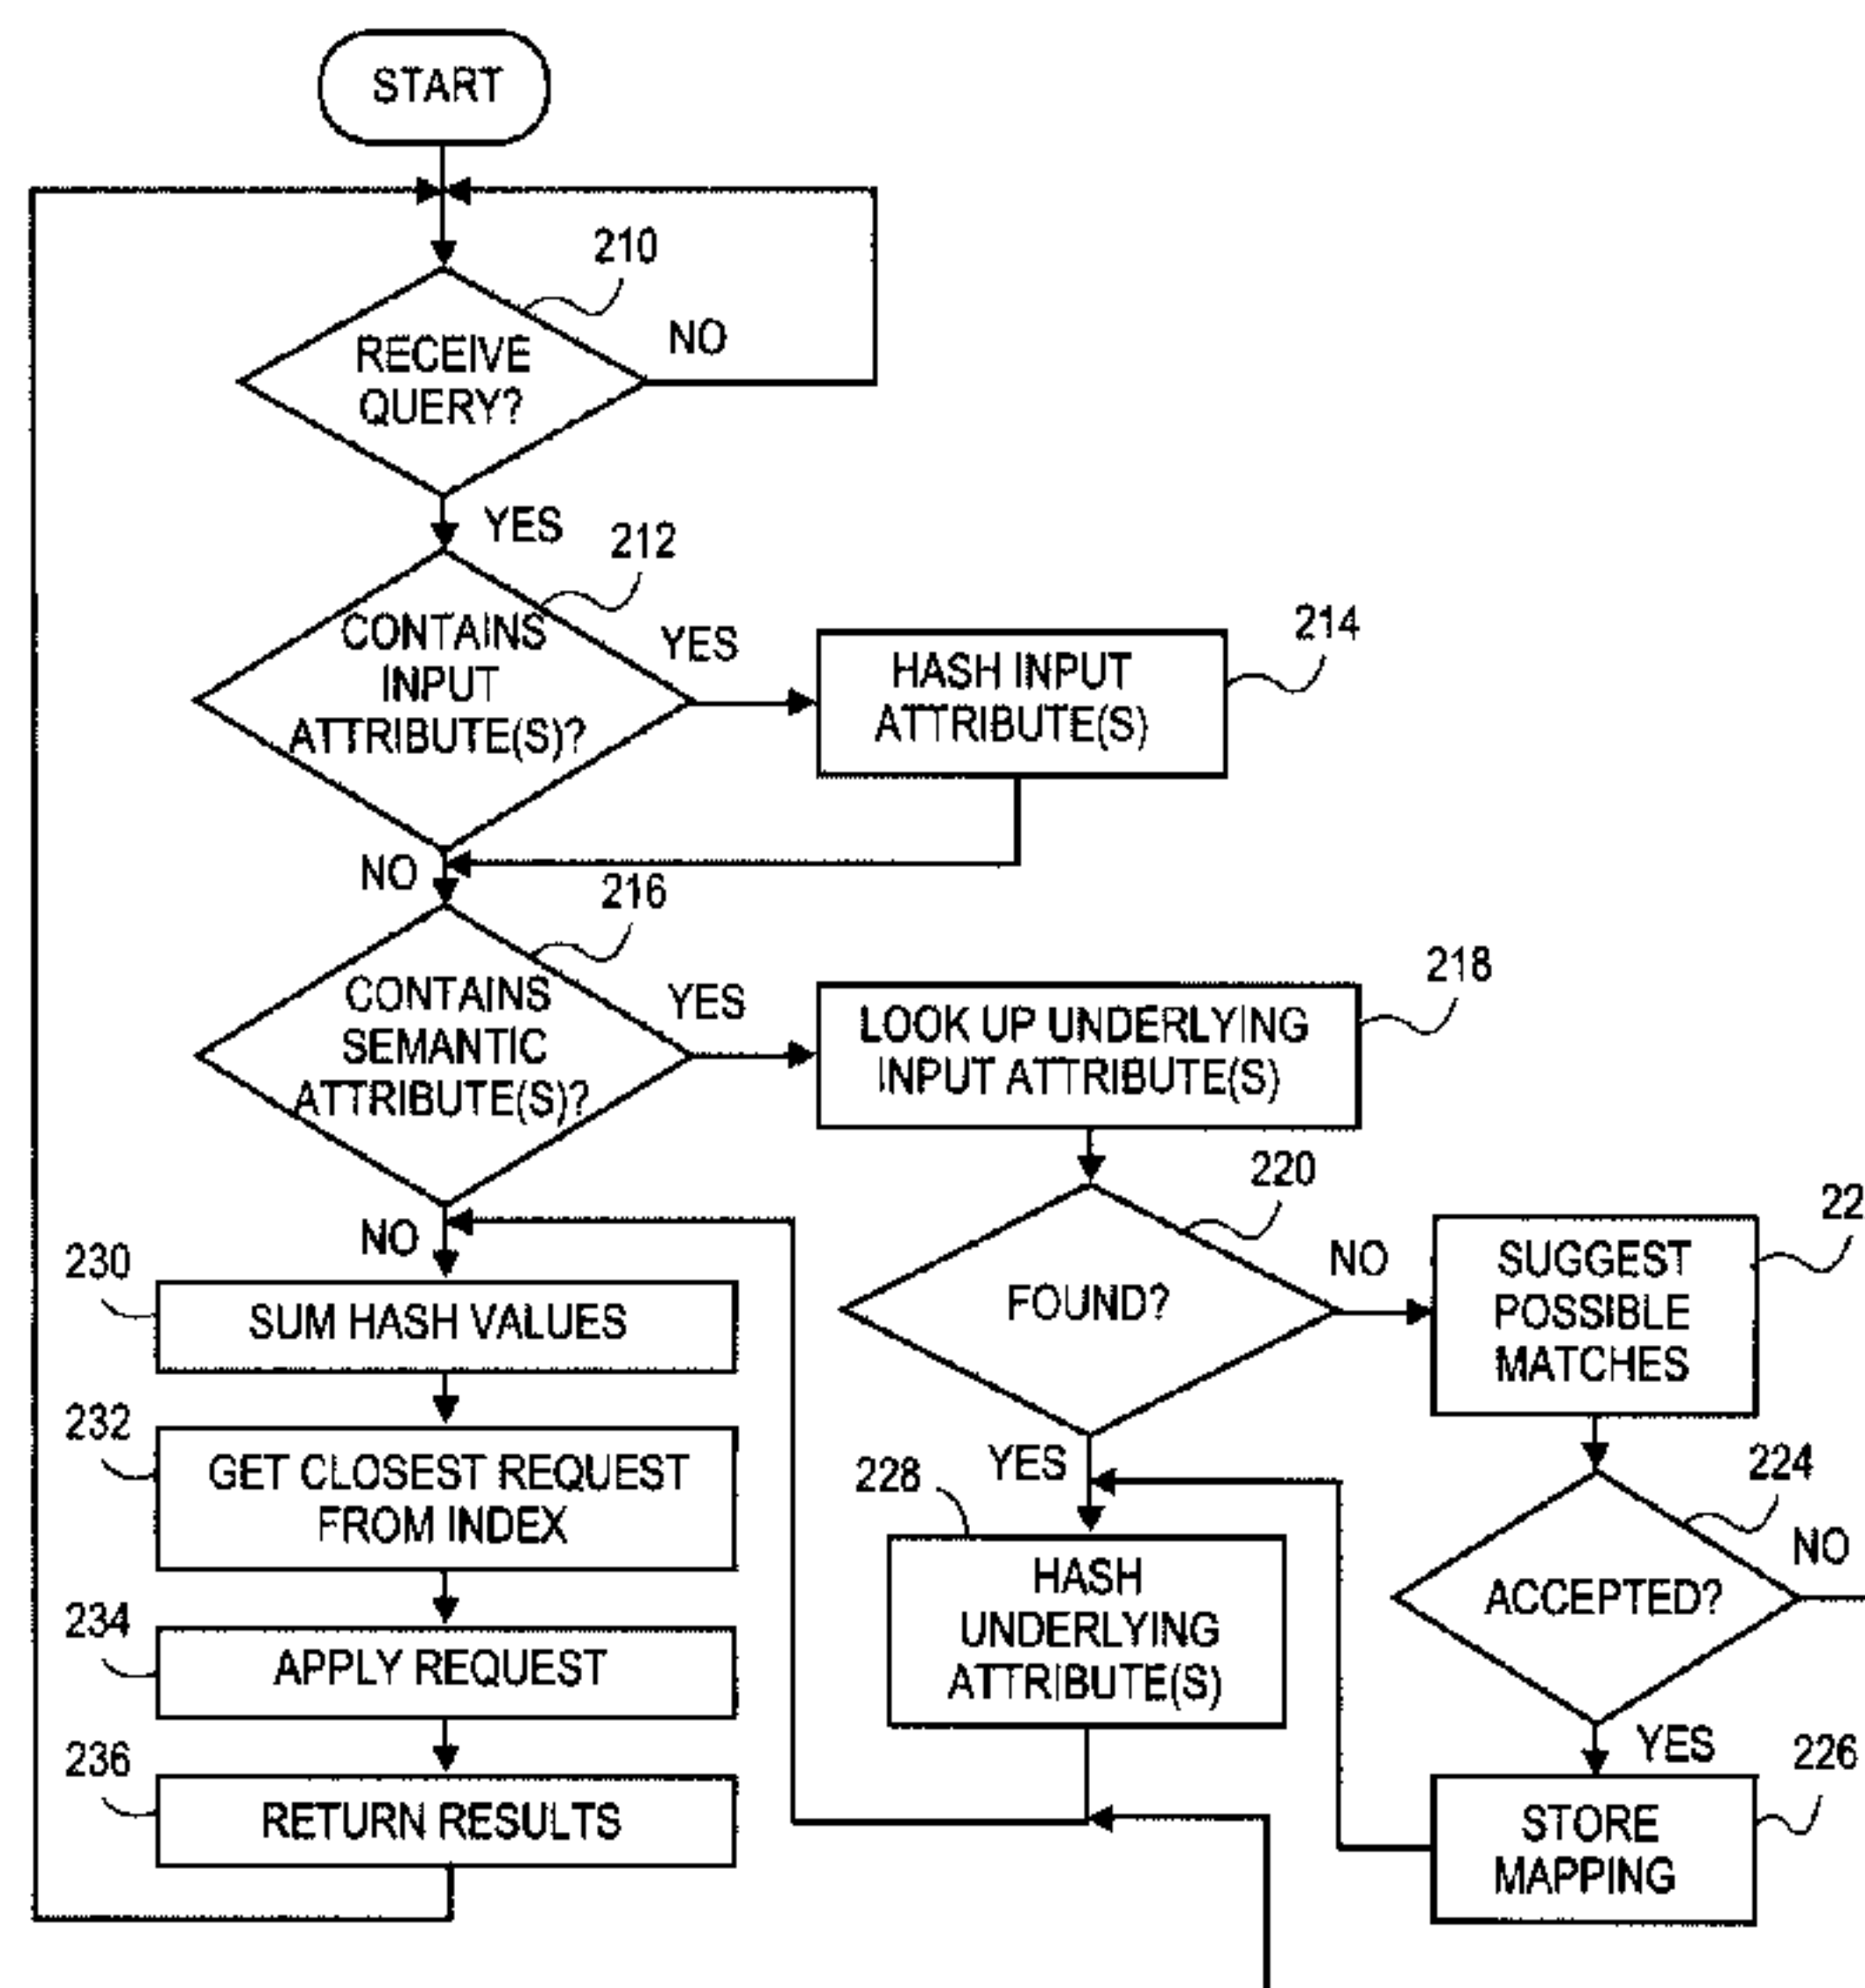 START
210
RECEIVE
QUERY?
NO
YES
212
CONTAINS
INPUT
ATTRIBUTE(S)?
YES
214
HASH INPUT
ATTRIBUTE(S)
NO
216
CONTAINS
SEMANTIC
ATTRIBUTE(S)?
YES
218
LOOK UP UNDERLYING
INPUT ATTRIBUTE(S)
220
FOUND?
NO
22
SUGGEST
POSSIBLE
MATCHES
NO
230
SUM HASH VALUES
232
GET CLOSEST REQUEST
FROM INDEX
234
APPLY REQUEST
236
RETURN RESULTS
YES
228
HASH
UNDERLYING
ATTRIBUTE(S)
224
ACCEPTED?
NO
YES
226
STORE
MAPPING